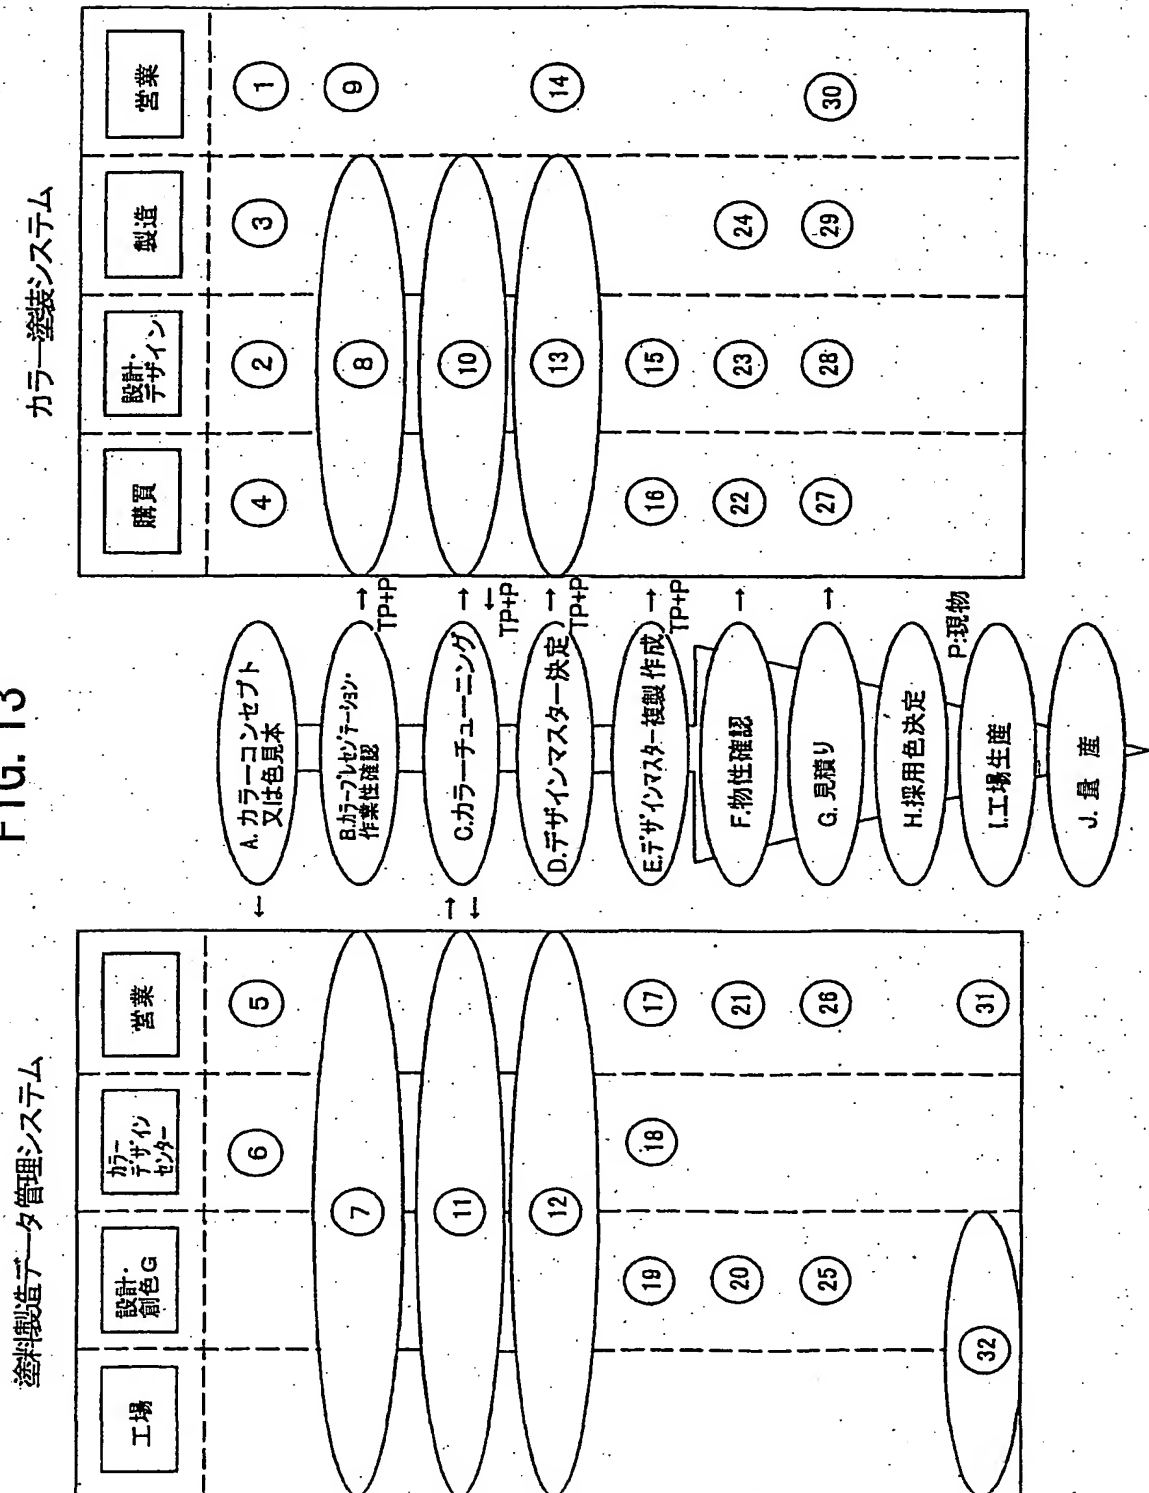 FIG. 13
塗料製造データ管理システム
工場
設計・
創色G
カラー
デザイン
センター
営業
5
6
7
11
12
17
18
19
21
20
26
25
31
32
A. カラーコンセプト
又は色見本
←
B.カラープレゼンテーション・
作業性確認
→
TP+P
→
←
C.カラーチューニング
→
←
TP+P
D.デザインマスター決定
→
TP+P
E.デザインマスター複製作成
→
TP+P
F.物性確認
→
G. 見積り
→
H.採用色決定
P:現物
I.工場生産
J. 量 産
カラー塗装システム
購買
設計・
デザイン
製造
営業
4
2
3
1
8
9
10
13
14
16
15
22
23
24
27
28
29
30